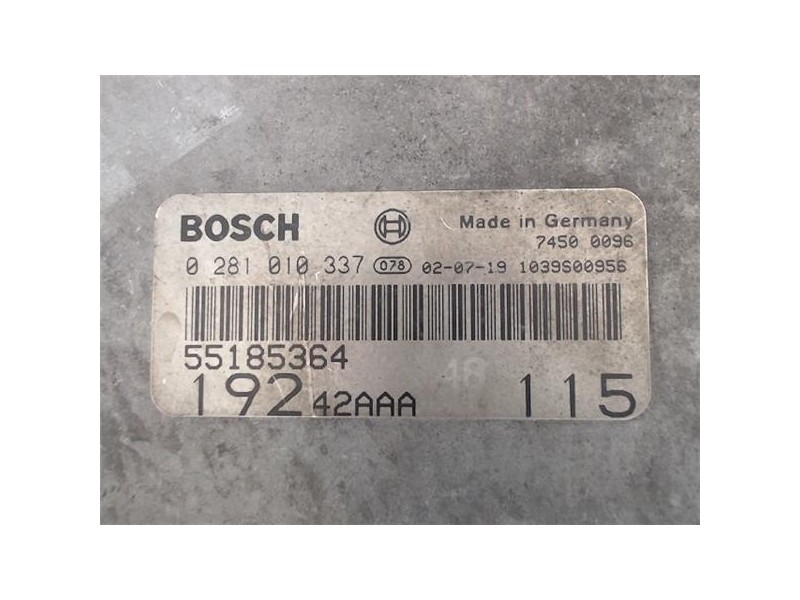 BOSCH Made in Germany
7450 0096
0 281 010 337 078 02-07-19 1039S00956
55185364
192 42AAA 115